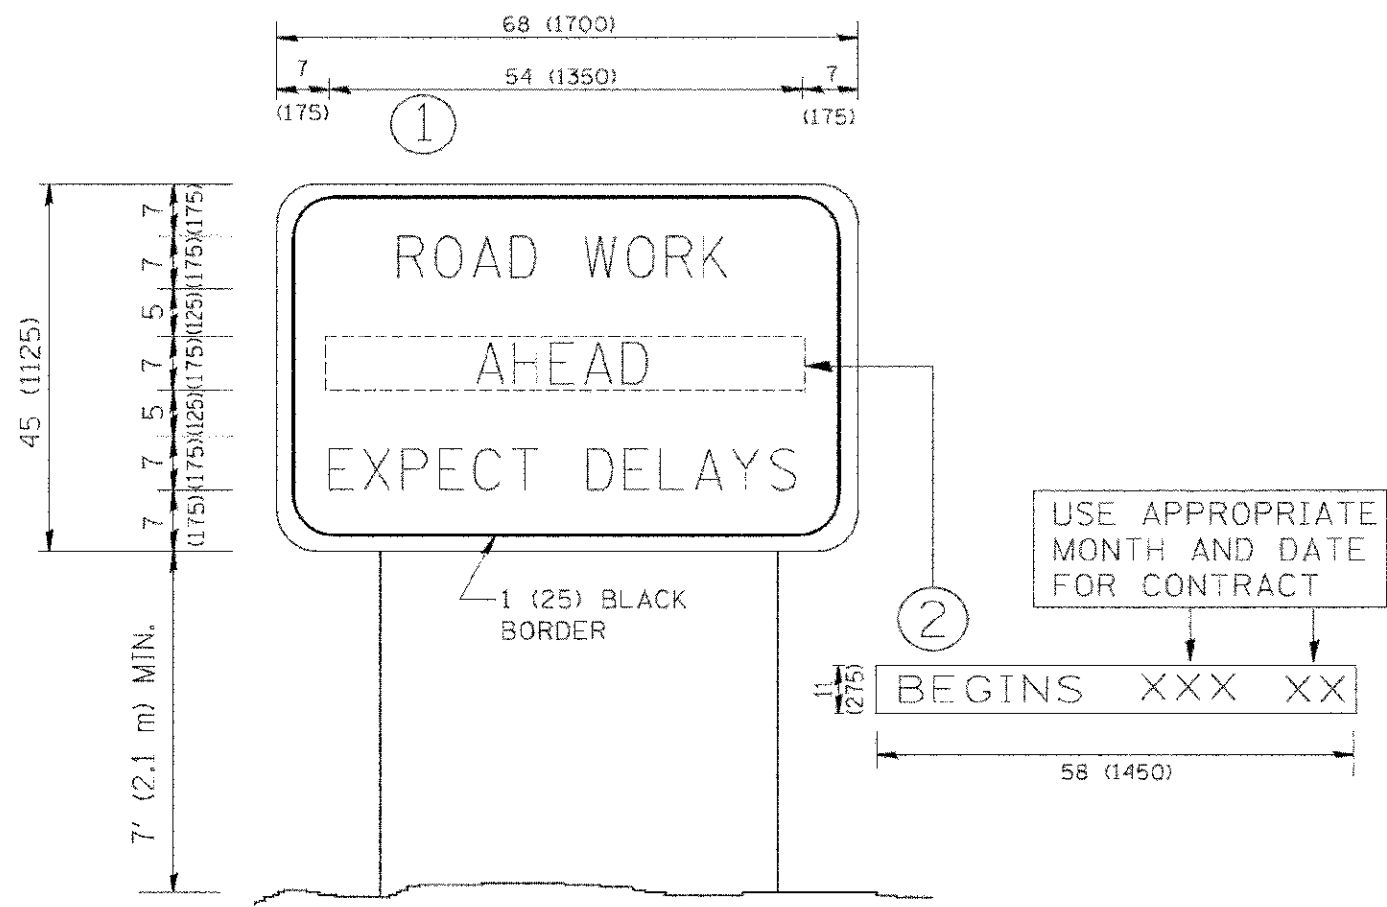 68 (1700)
7
54 (1350)
7
(175)
(175)
1
45 (1125)
7
(175)
7
(175)
5
(125)
7
(175)
5
(125)
7
(175)
7
(175)
ROAD WORK
AHEAD
EXPECT DELAYS
1 (25) BLACK
BORDER
7' (2.1 m) MIN.
2
USE APPROPRIATE
MONTH AND DATE
FOR CONTRACT
11
(275)
BEGINS XXX XX
58 (1450)